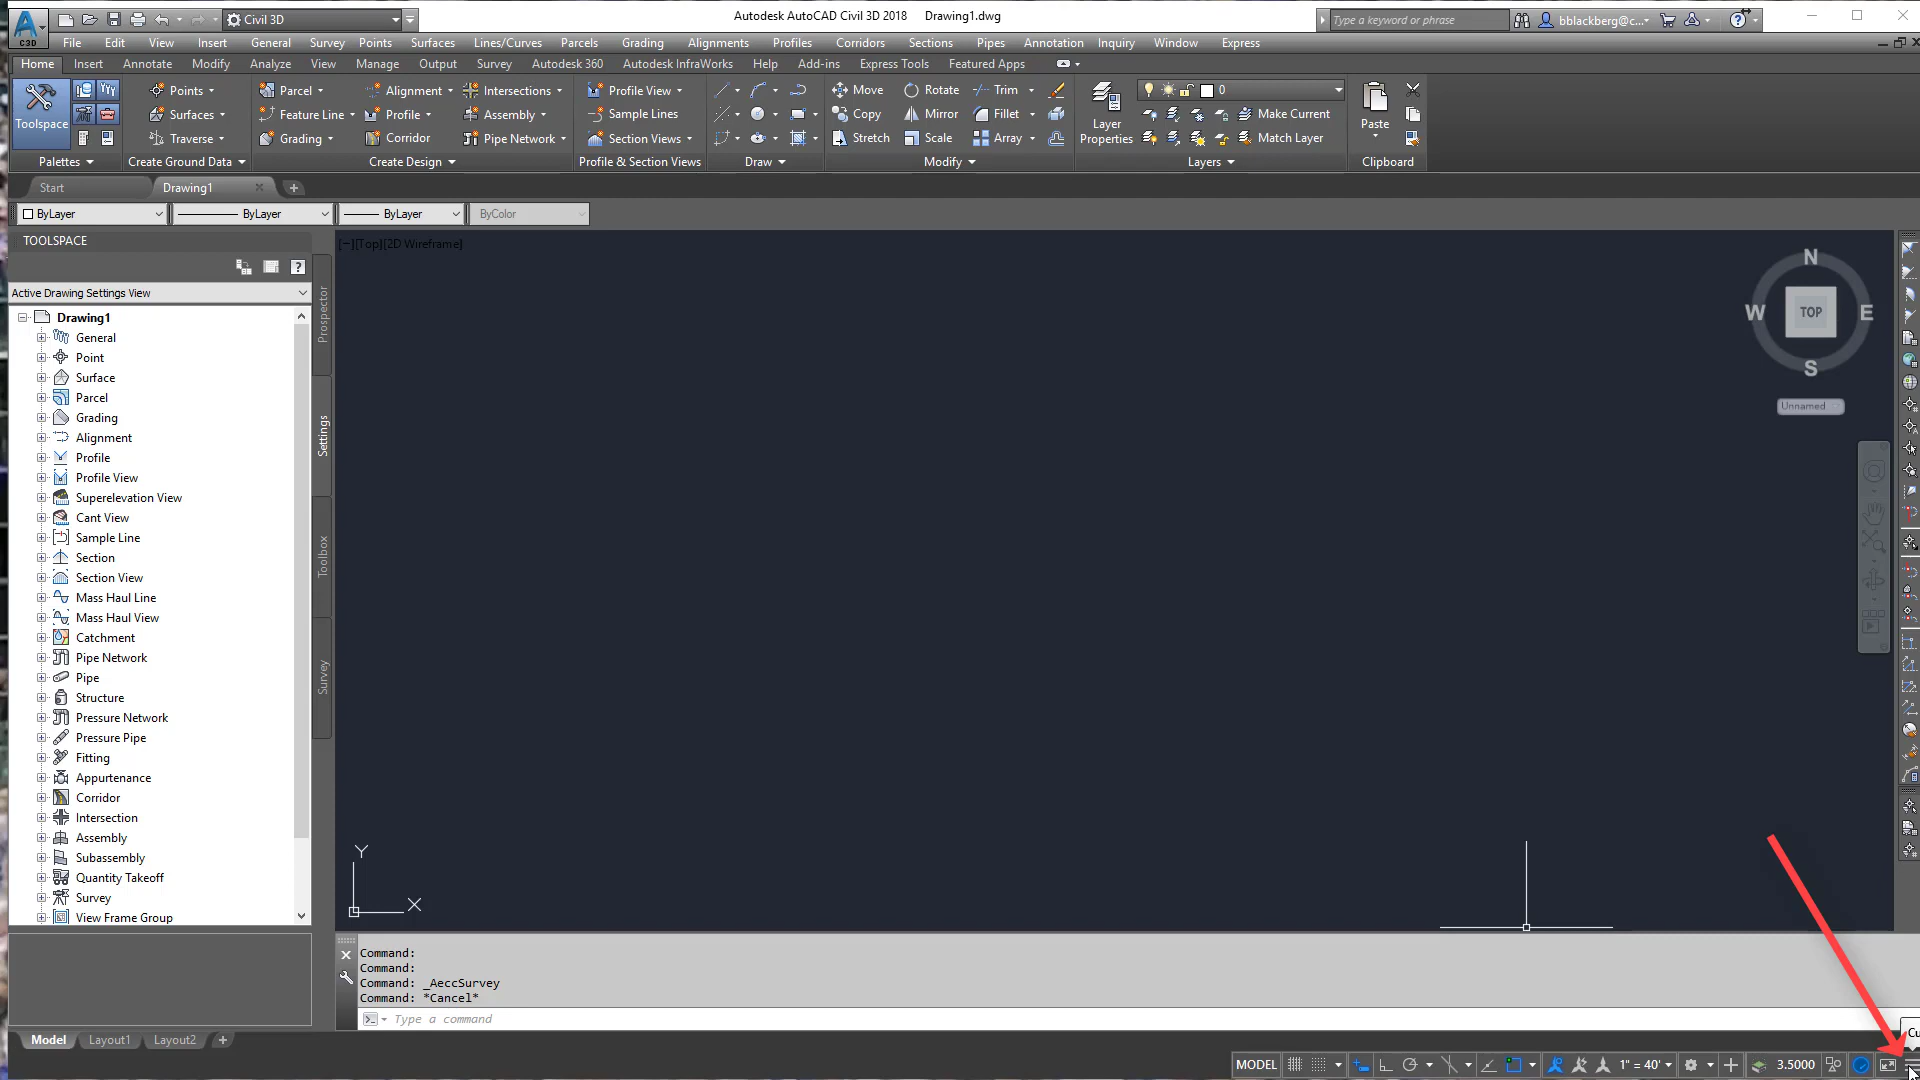 C3D
Civil 3D
Autodesk AutoCAD Civil 3D 2018 Drawing1.dwg
Type a keyword or phrase
bblackberg@c...
File Edit View Insert General Survey Points Surfaces Lines/Curves Parcels Grading Alignments Profiles Corridors Sections Pipes Annotation Inquiry Window Express
Home Insert Annotate Modify Analyze View Manage Output Survey Autodesk 360 Autodesk InfraWorks Help Add-ins Express Tools Featured Apps
Points Parcel Alignment Intersections Profile View Move Rotate Trim 0
Toolspace Surfaces Feature Line Profile Assembly Sample Lines Copy Mirror Fillet Layer Properties Make Current Paste
Traverse Grading Corridor Pipe Network Section Views Stretch Scale Array Match Layer
Palettes Create Ground Data Create Design Profile & Section Views Draw Modify Layers Clipboard
Start Drawing1
ByLayer ByLayer ByLayer ByColor
TOOLSPACE
[−][Top][2D Wireframe]
Active Drawing Settings View
Drawing1
General
Point
Surface
Parcel
Grading
Alignment
Profile
Profile View
Superelevation View
Cant View
Sample Line
Section
Section View
Mass Haul Line
Mass Haul View
Catchment
Pipe Network
Pipe
Structure
Pressure Network
Pressure Pipe
Fitting
Appurtenance
Corridor
Intersection
Assembly
Subassembly
Quantity Takeoff
Survey
View Frame Group
Prospector
Settings
Toolbox
Survey
N
W TOP E
S
Unnamed
Y
X
Command:
Command:
Command: _AeccSurvey
Command: *Cancel*
Type a command
Cu
Model Layout1 Layout2 +
MODEL 1" = 40' 3.5000